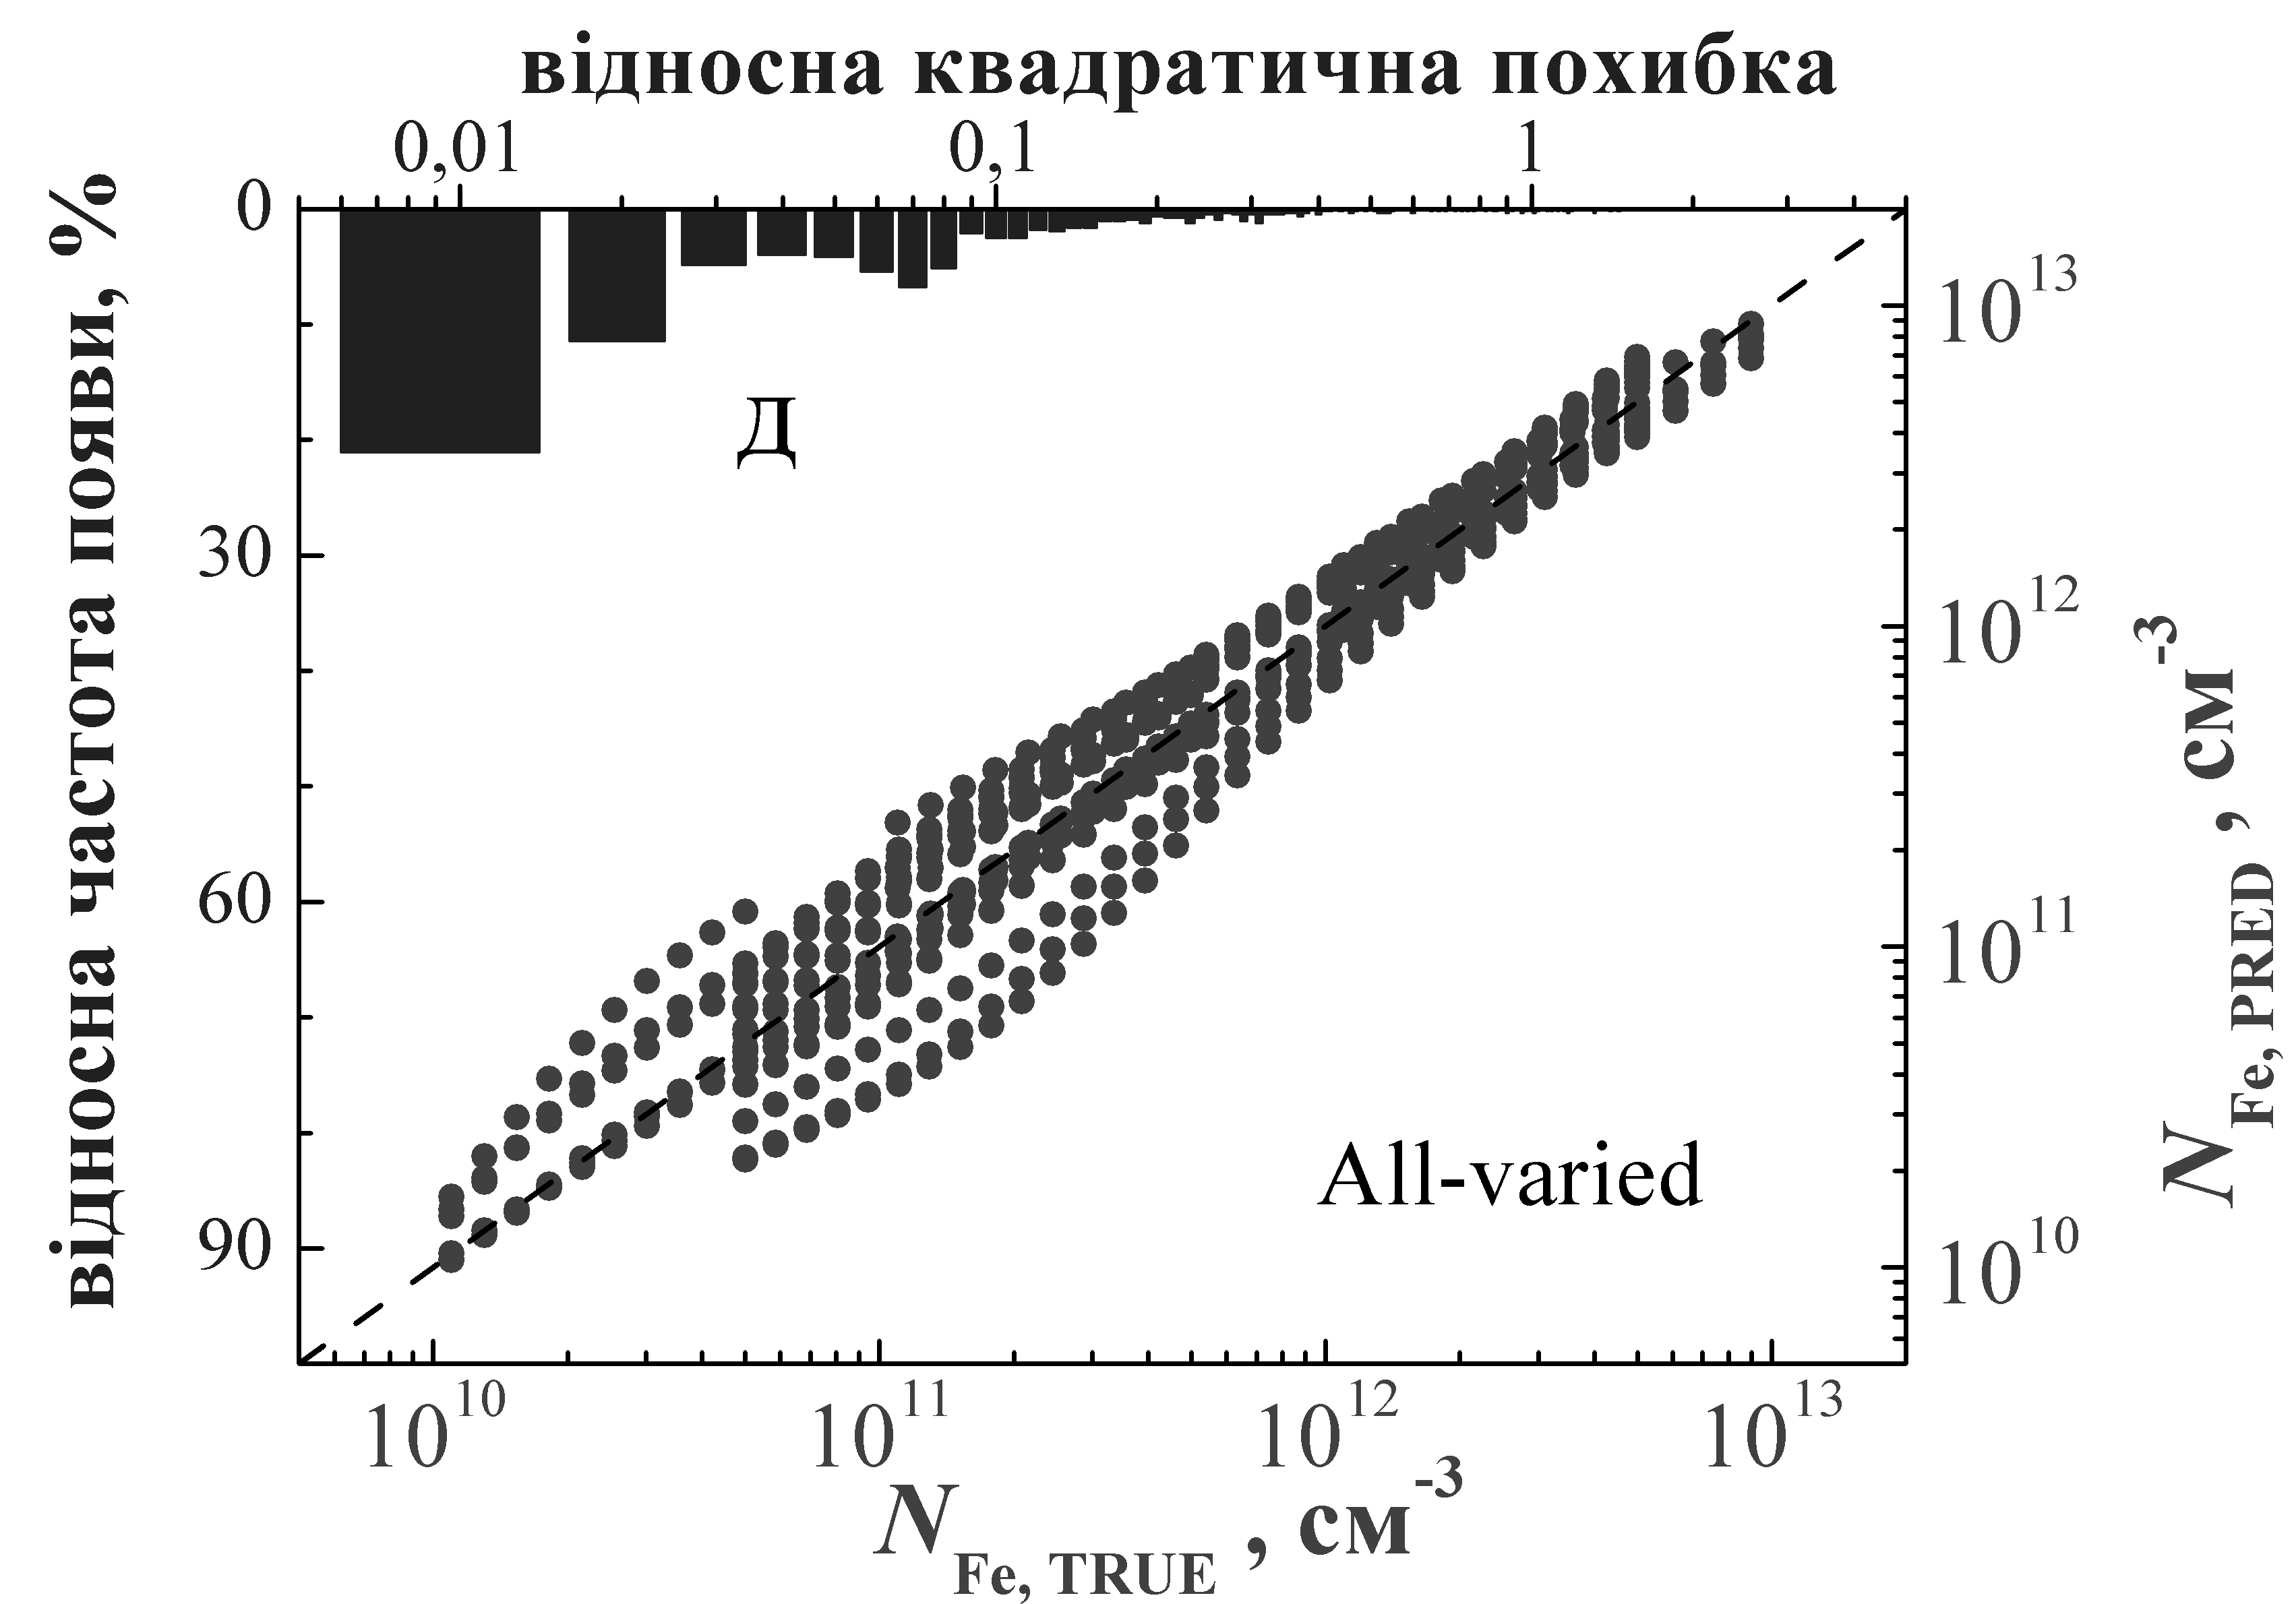 відносна квадратична похибка
0,01 0,1 1
відносна частота появи, %
0
30
60
90
Д
All-varied
10^13
10^12
10^11
10^10
N_Fe, PRED , см^-3
10^10 10^11 10^12 10^13
N_Fe, TRUE , см^-3